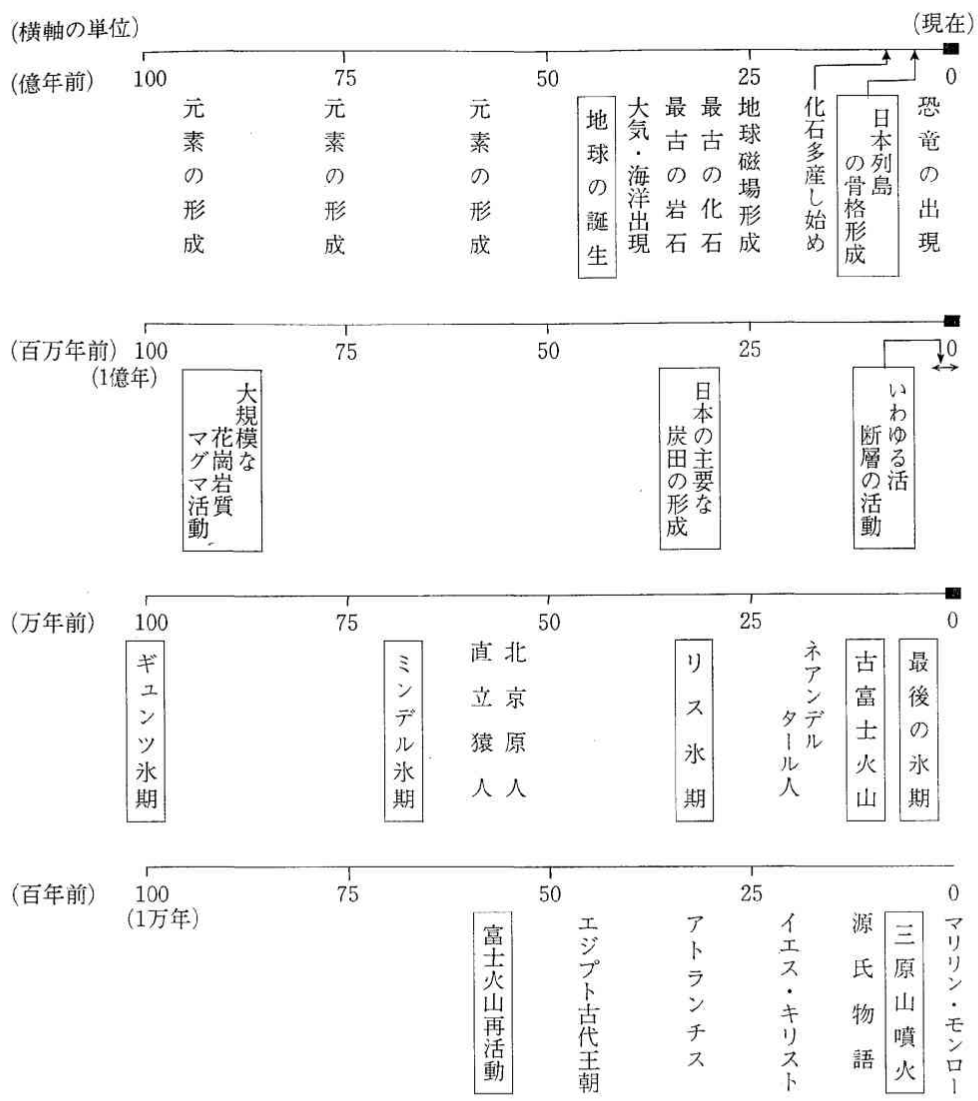 (横軸の単位)
(現在)
(億年前) 100 75 50 25 0
元素の形成
元素の形成
元素の形成
地球の誕生
大気・海洋出現
最古の岩石
最古の化石
地球磁場形成
化石多産し始め
日本列島
の骨格形成
恐竜の出現
(百万年前) 100 75 50 25 0
(1億年)
大規模な
花崗岩質
マグマ活動
日本の主要な
炭田の形成
いわゆる活
断層の活動
(万年前) 100 75 50 25 0
ギュンツ氷期
ミンデル氷期
直立猿人
北京原人
リス氷期
ネアンデル
タール人
古富士火山
最後の氷期
(百年前) 100 75 50 25 0
(1万年)
富士火山再活動
エジプト古代王朝
アトランチス
イエス・キリスト
源氏物語
三原山噴火
マリリン・モンロー